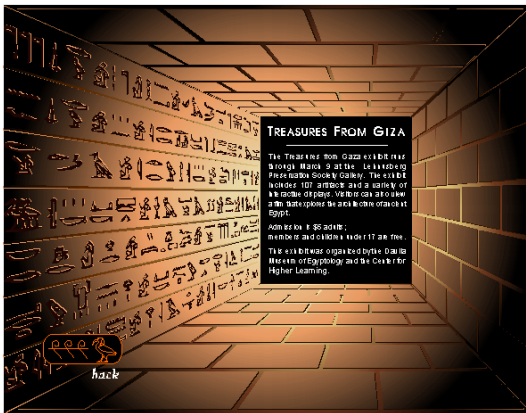 TREASURES FROM GIZA
The Treasures from Gaza exhibit runs
through March 9 at the
Preservation Society Gallery. The exhibit
includes 107 artifacts and a variety of
interactive displays. Visitors can also view
a film that explores the architecture of ancient
Egypt.
Admission is $5 adults;
members and children under 17 are free.
This exhibit was organized by the
Museum of Egyptology and the Center for
Higher Learning.
back